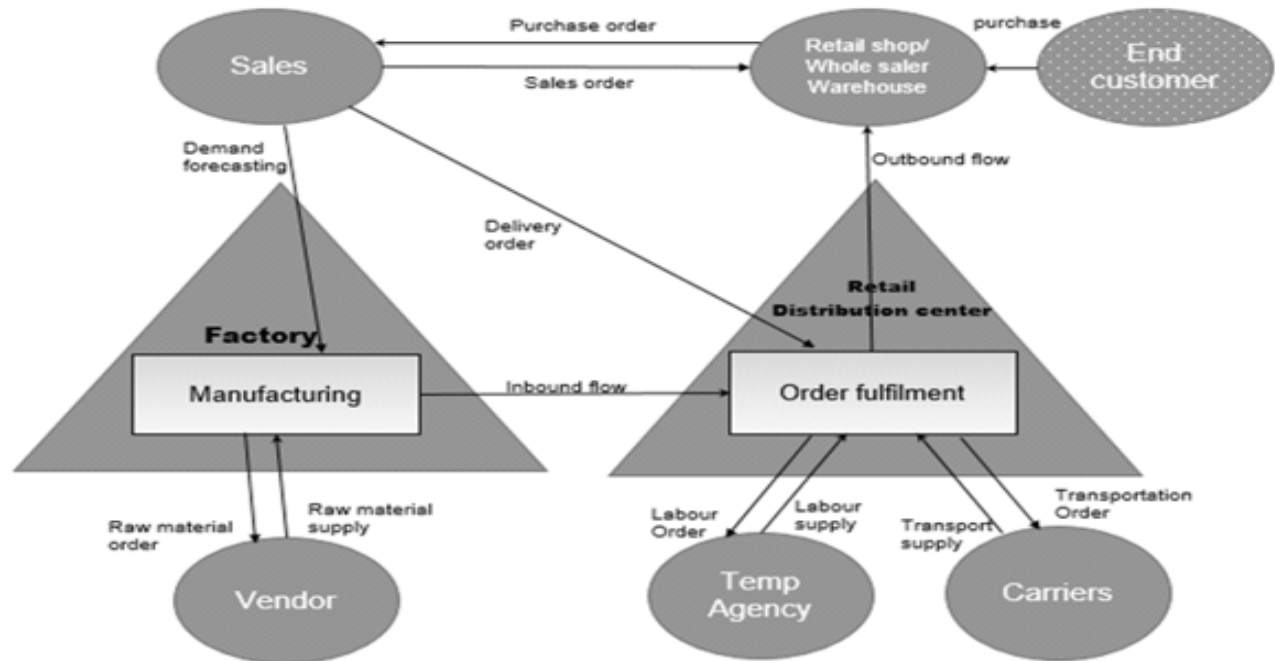 Purchase order
Sales
Sales order
Retail shop/
Whole saler
Warehouse
purchase
End
customer
Demand
forecasting
Delivery
order
Outbound flow
Factory
Manufacturing
Inbound flow
Retail
Distribution center
Order fulfilment
Raw material
order
Raw material
supply
Vendor
Labour
Order
Labour
supply
Temp
Agency
Transport
supply
Transportation
Order
Carriers